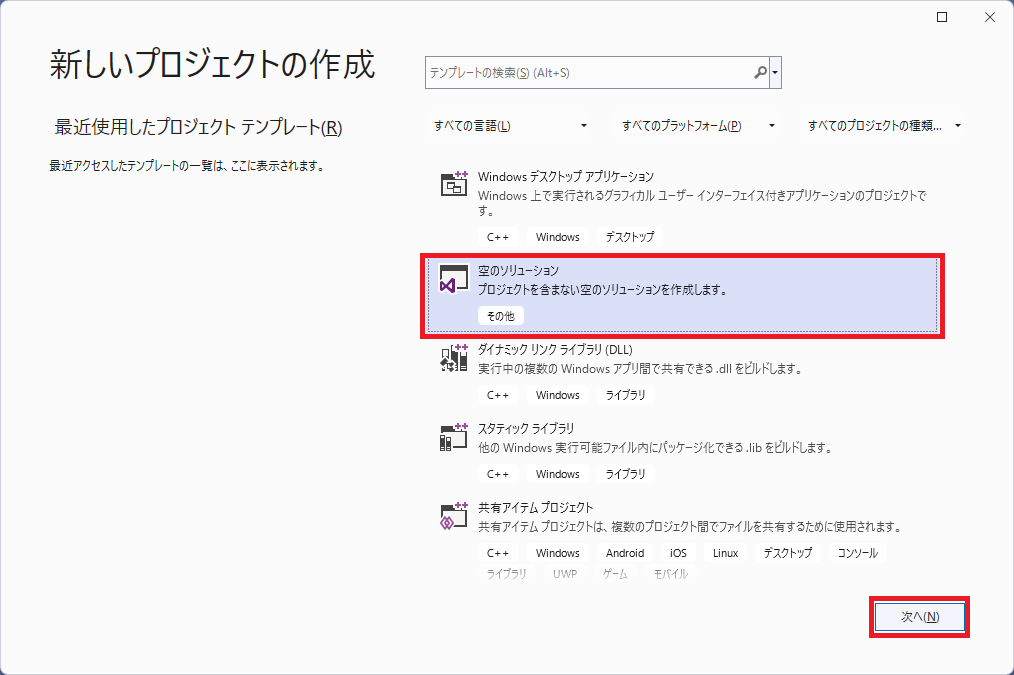 新しいプロジェクトの作成
テンプレートの検索(S) (Alt+S)
最近使用したプロジェクト テンプレート(R)
すべての言語(L)
すべてのプラットフォーム(P)
すべてのプロジェクトの種類...
最近アクセスしたテンプレートの一覧は、ここに表示されます。
Windows デスクトップ アプリケーション
Windows 上で実行されるグラフィカル ユーザー インターフェイス付きアプリケーションのプロジェクトで
す。
C++ Windows デスクトップ
空のソリューション
プロジェクトを含まない空のソリューションを作成します。
その他
ダイナミック リンク ライブラリ (DLL)
実行中の複数の Windows アプリ間で共有できる .dll をビルドします。
C++ Windows ライブラリ
スタティック ライブラリ
他の Windows 実行可能ファイル内にパッケージ化できる .lib をビルドします。
C++ Windows ライブラリ
共有アイテム プロジェクト
共有アイテム プロジェクトは、複数のプロジェクト間でファイルを共有するために使用されます。
C++ Windows Android iOS Linux デスクトップ コンソール
ライブラリ UWP ゲーム モバイル
次へ(N)